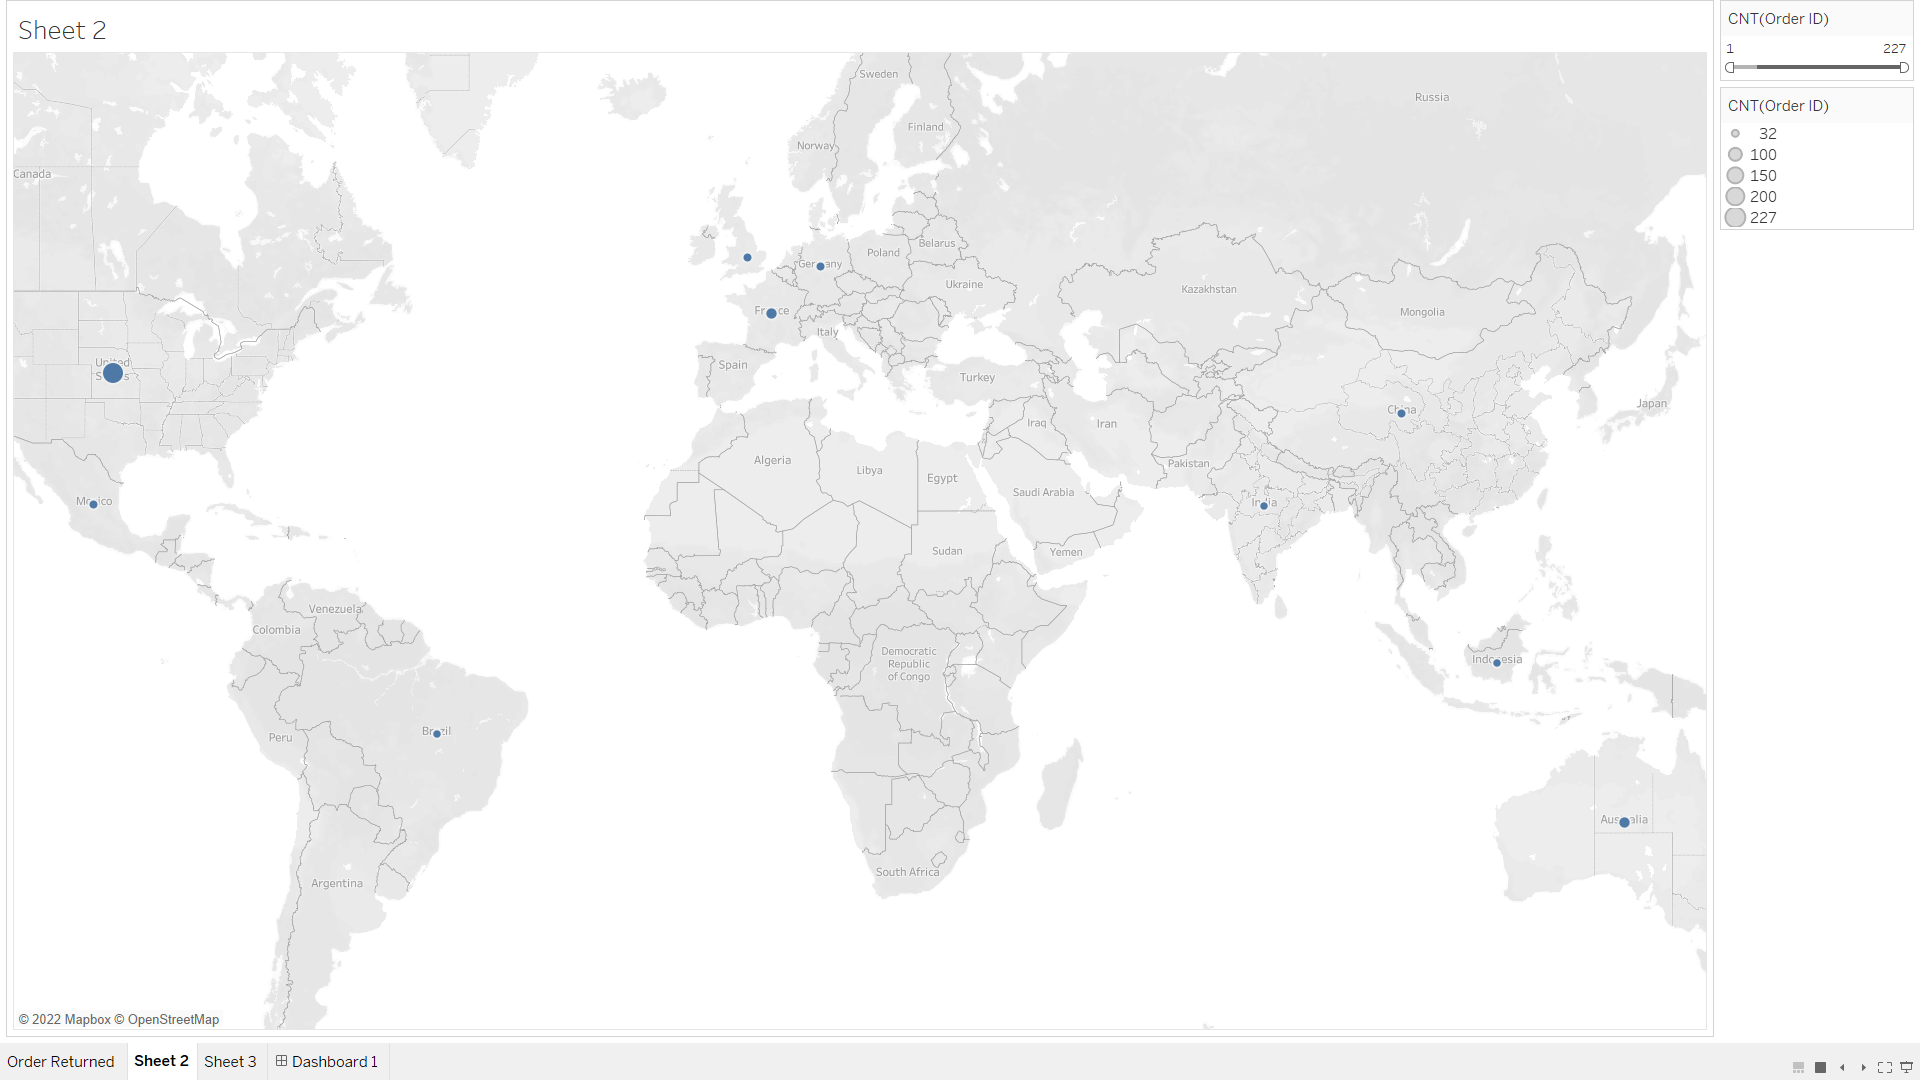 Sheet 2
CNT(Order ID)
1
227
CNT(Order ID)
32
100
150
200
227
Sweden
Russia
Finland
Norway
Canada
Belarus
Poland
Germany
Ukraine
Kazakhstan
France
Mongolia
Italy
United
States
Spain
Turkey
Japan
China
Iraq
Iran
Algeria
Pakistan
Libya
Egypt
Saudi Arabia
Mexico
India
Sudan
Yemen
Venezuela
Colombia
Democratic
Republic
of Congo
Indonesia
Brazil
Peru
Australia
South Africa
Argentina
© 2022 Mapbox © OpenStreetMap
Order Returned
Sheet 2
Sheet 3
Dashboard 1